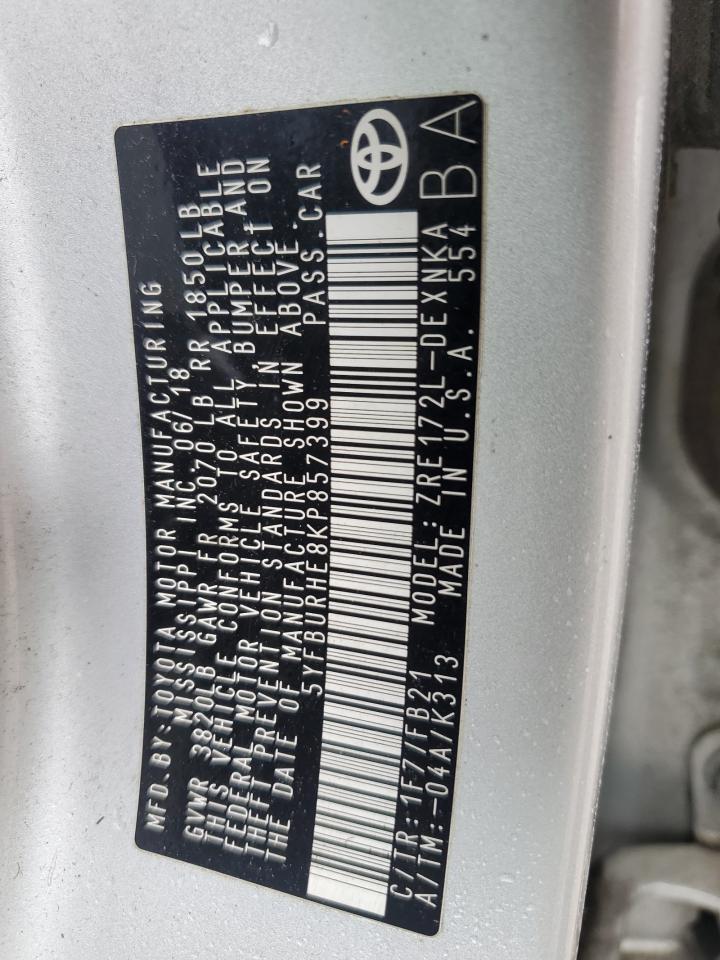 MFD.BY:TOYOTA MOTOR MANUFACTURING
MISSISSIPPI INC.06/18
GVWR 3820LB GAWR FR 2070 LB RR 1850 LB
THIS VEHICLE CONFORMS TO ALL APPLICABLE
FEDERAL MOTOR VEHICLE SAFETY, BUMPER AND
THEFT PREVENTION STANDARDS IN EFFECT ON
THE DATE OF MANUFACTURE SHOWN ABOVE.
5YFBURHE8KP857399 PASS.CAR
C/TR:1F7/FB21 MODEL:ZRE172L-DEXNKA
A/TM:-04A/K313 MADE IN U.S.A. 554
BA